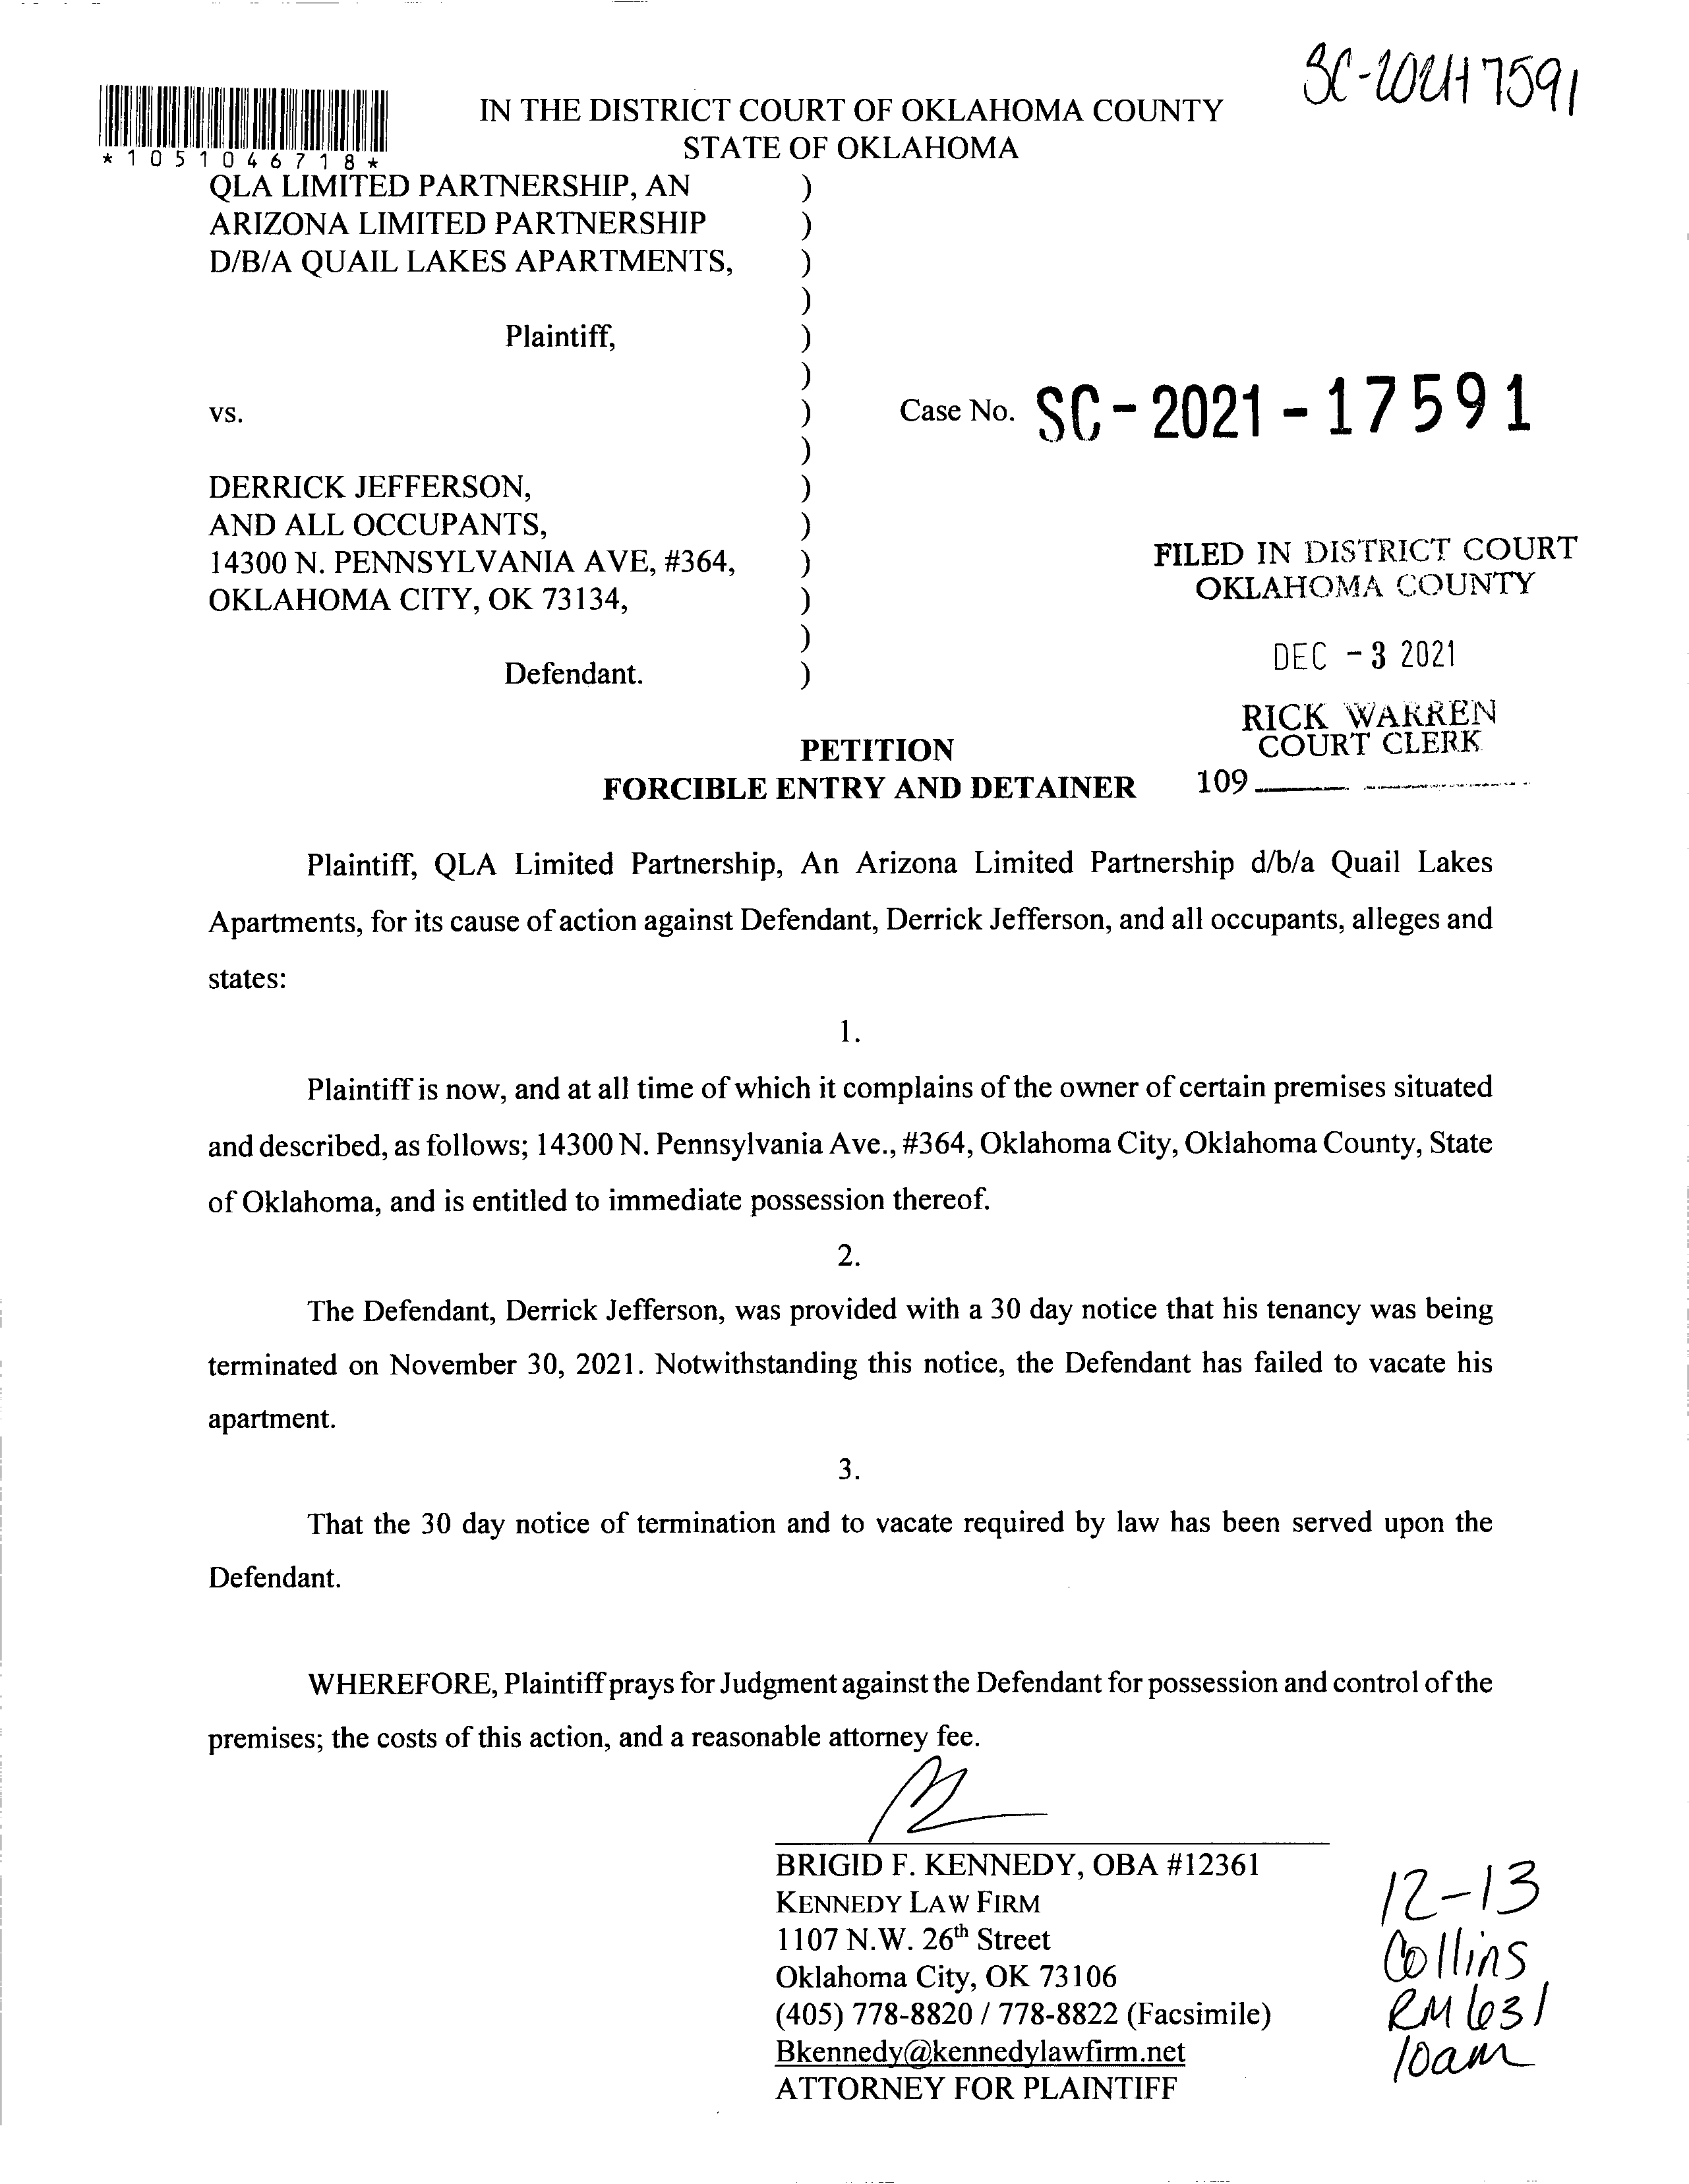 SC-2021-17591
IN THE DISTRICT COURT OF OKLAHOMA COUNTY
STATE OF OKLAHOMA
*1051046718*
QLA LIMITED PARTNERSHIP, AN )
ARIZONA LIMITED PARTNERSHIP )
D/B/A QUAIL LAKES APARTMENTS, )
)
Plaintiff, )
)
vs. ) Case No. SC-2021-17591
)
DERRICK JEFFERSON, )
AND ALL OCCUPANTS, )
14300 N. PENNSYLVANIA AVE, #364, )
OKLAHOMA CITY, OK 73134, )
)
Defendant. )
FILED IN DISTRICT COURT
OKLAHOMA COUNTY
DEC -3 2021
RICK WARREN
COURT CLERK
109
PETITION
FORCIBLE ENTRY AND DETAINER
Plaintiff, QLA Limited Partnership, An Arizona Limited Partnership d/b/a Quail Lakes
Apartments, for its cause of action against Defendant, Derrick Jefferson, and all occupants, alleges and
states:
1.
Plaintiff is now, and at all time of which it complains of the owner of certain premises situated
and described, as follows; 14300 N. Pennsylvania Ave., #364, Oklahoma City, Oklahoma County, State
of Oklahoma, and is entitled to immediate possession thereof.
2.
The Defendant, Derrick Jefferson, was provided with a 30 day notice that his tenancy was being
terminated on November 30, 2021. Notwithstanding this notice, the Defendant has failed to vacate his
apartment.
3.
That the 30 day notice of termination and to vacate required by law has been served upon the
Defendant.
WHEREFORE, Plaintiff prays for Judgment against the Defendant for possession and control of the
premises; the costs of this action, and a reasonable attorney fee.
BRIGID F. KENNEDY, OBA #12361
KENNEDY LAW FIRM
1107 N.W. 26th Street
Oklahoma City, OK 73106
(405) 778-8820 / 778-8822 (Facsimile)
Bkennedy@kennedylawfirm.net
ATTORNEY FOR PLAINTIFF
12-13
Collins
RM 631
10am